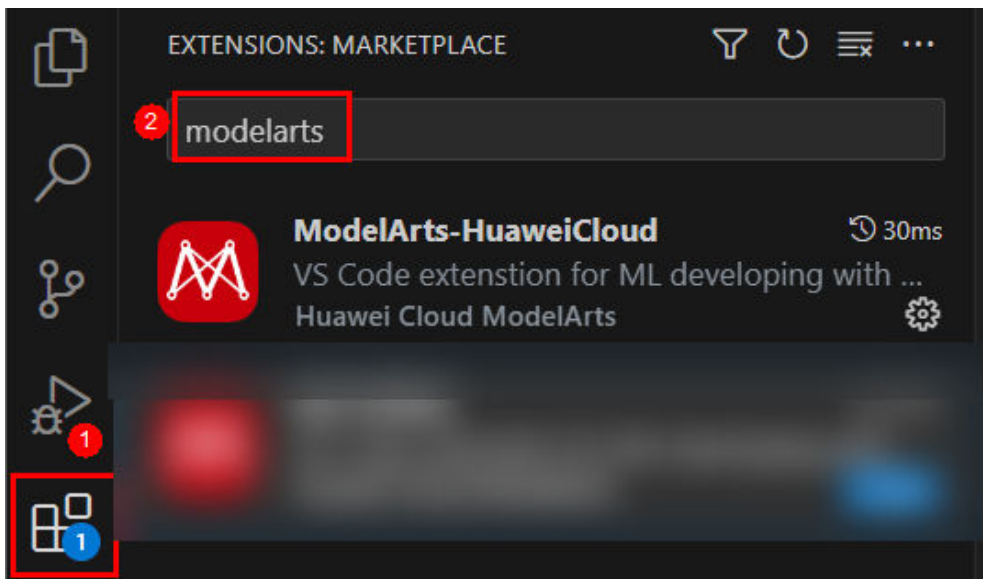 EXTENSIONS: MARKETPLACE
2
modelarts
ModelArts-HuaweiCloud
30ms
VS Code extenstion for ML developing with ...
Huawei Cloud ModelArts
1
1